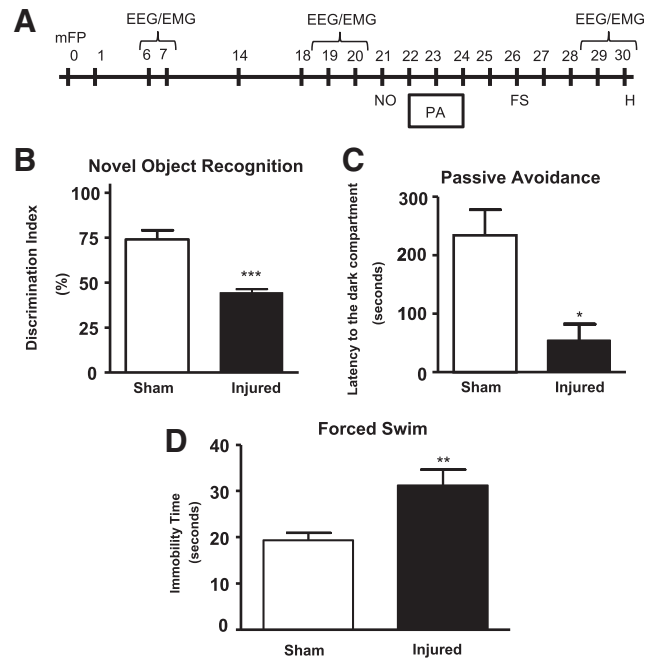 A
EEG/EMG EEG/EMG EEG/EMG
mFP
0 1 6 7 14 18 19 20 21 22 23 24 25 26 27 28 29 30
NO PA FS H
B
Novel Object Recognition
Discrimination Index
(%)
100
75
50
25
0
***
Sham Injured
C
Passive Avoidance
Latency to the dark compartment
(seconds)
300
200
100
0
*
Sham Injured
D
Forced Swim
Immobility Time
(seconds)
40
30
20
10
0
**
Sham Injured